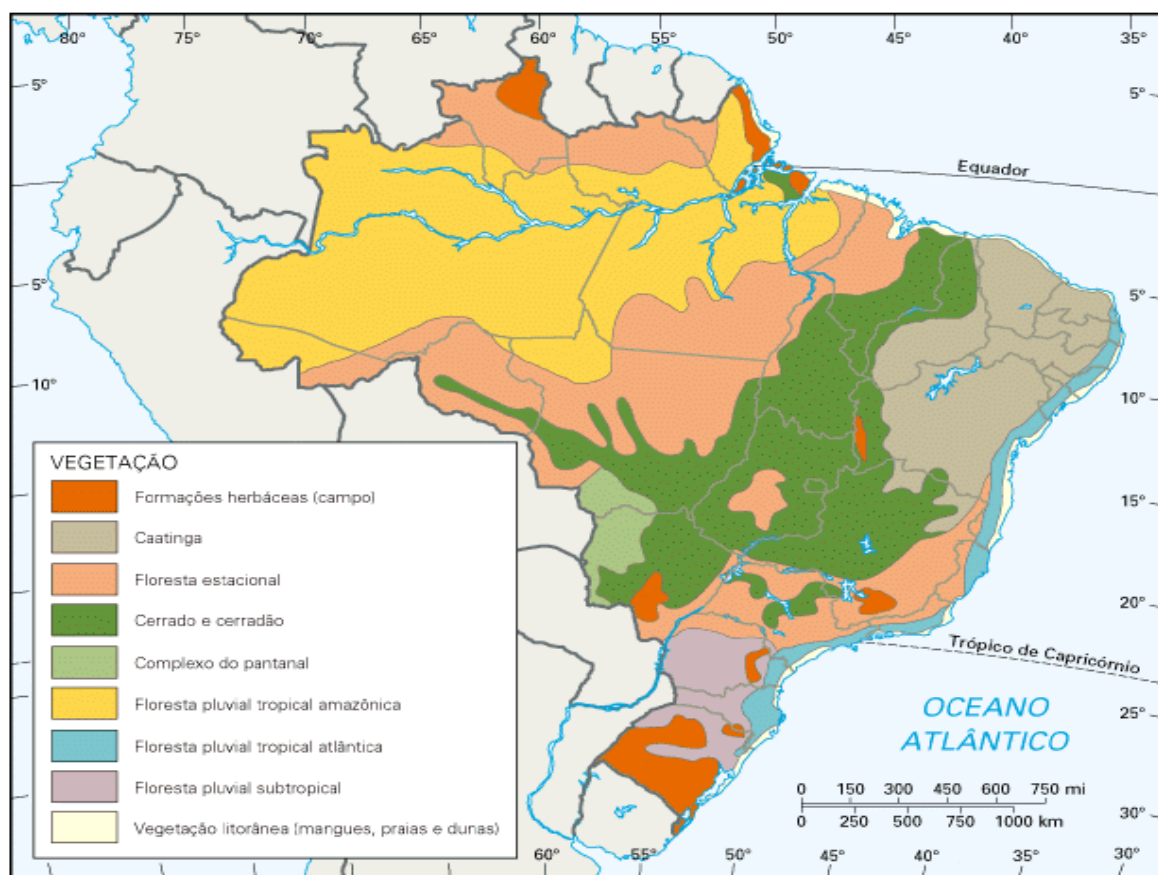 80° 75° 70° 65° 60° 55° 50° 45° 40° 35°
5° 5°
Equador
5° 5°
10° 10°
15°
20°
Trópico de Capricórnio
25°
30°
OCEANO
ATLÂNTICO
0 150 300 450 600 750 mi
0 250 500 750 1000 km
VEGETAÇÃO
Formações herbáceas (campo)
Caatinga
Floresta estacional
Cerrado e cerradão
Complexo do pantanal
Floresta pluvial tropical amazônica
Floresta pluvial tropical atlântica
Floresta pluvial subtropical
Vegetação litorânea (mangues, praias e dunas)
60° 55° 50° 45° 40° 35° 30°